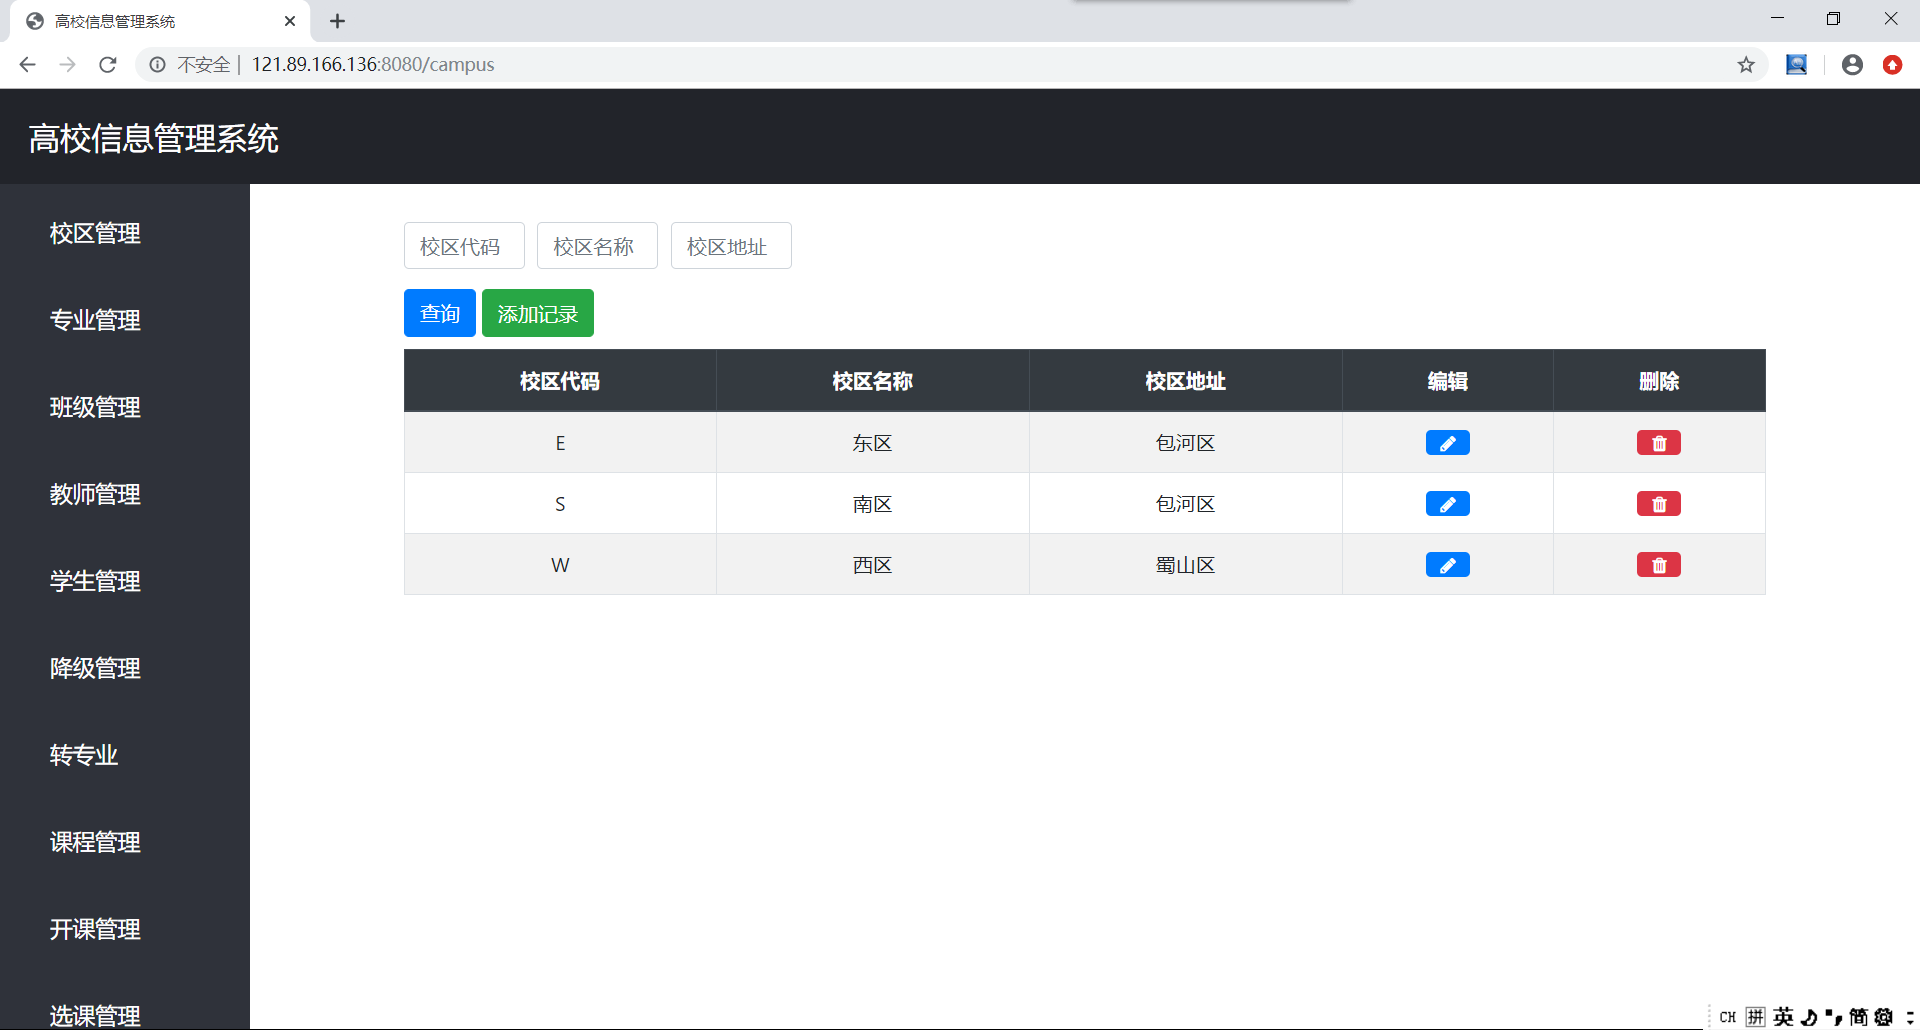 高校信息管理系统
不安全 | 121.89.166.136:8080/campus
高校信息管理系统
校区管理
专业管理
班级管理
教师管理
学生管理
降级管理
转专业
课程管理
开课管理
选课管理
校区代码 校区名称 校区地址
查询 添加记录
校区代码 校区名称 校区地址 编辑 删除
E 东区 包河区
S 南区 包河区
W 西区 蜀山区
CH 拼 英 简